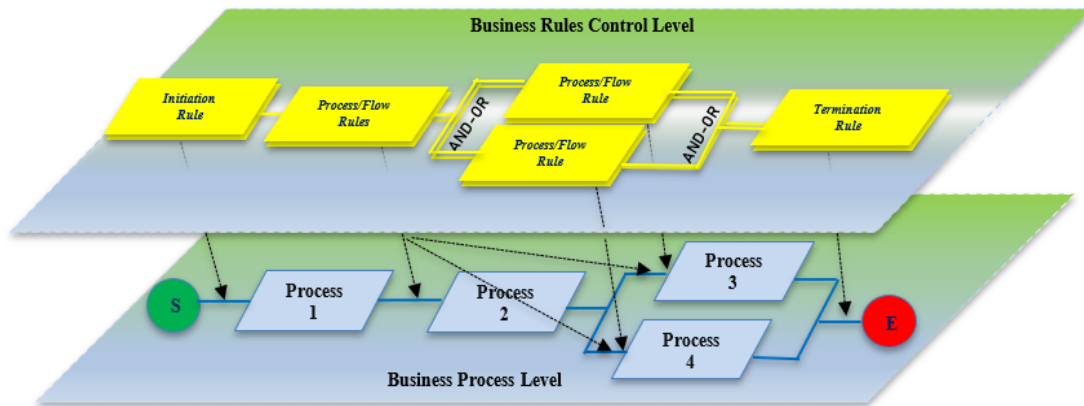 Business Rules Control Level
Initiation
Rule
Process/Flow
Rules
AND-OR
Process/Flow
Rule
Process/Flow
Rule
AND-OR
Termination
Rule
S
Process
1
Process
2
Process
3
Process
4
E
Business Process Level